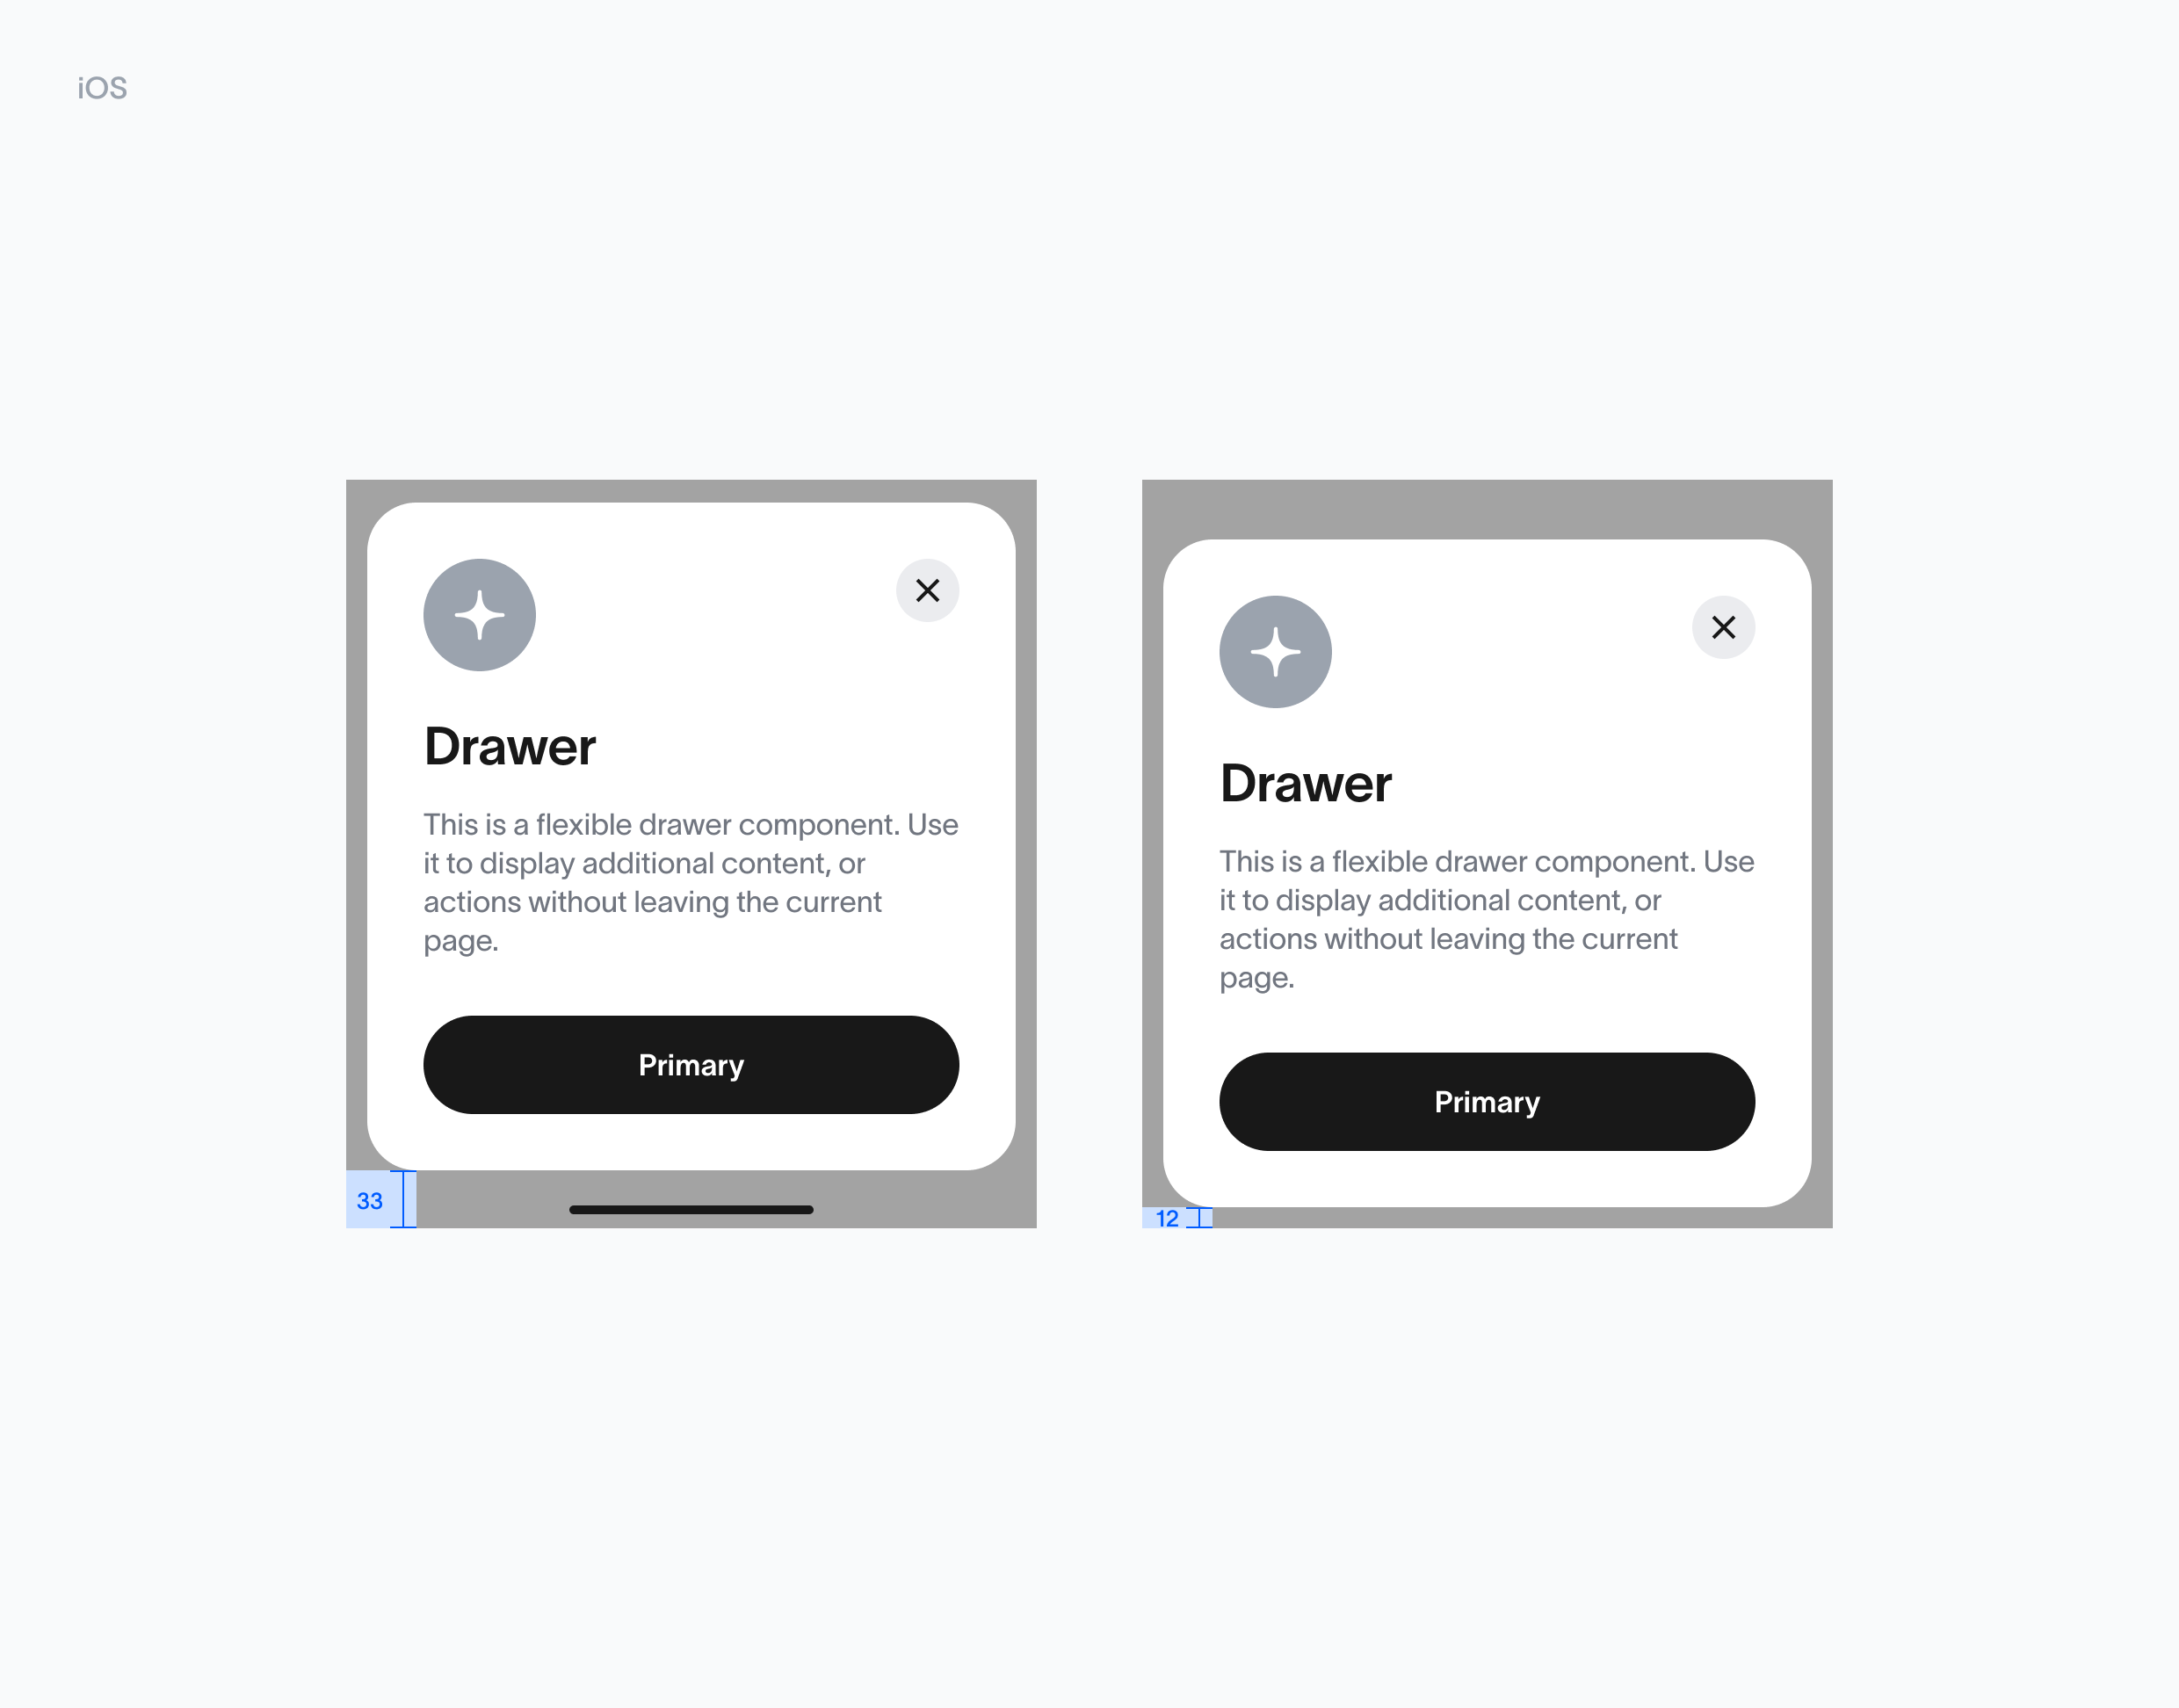 iOS
Drawer
This is a flexible drawer component. Use
it to display additional content, or
actions without leaving the current
page.
Primary
33
Drawer
This is a flexible drawer component. Use
it to display additional content, or
actions without leaving the current
page.
Primary
12